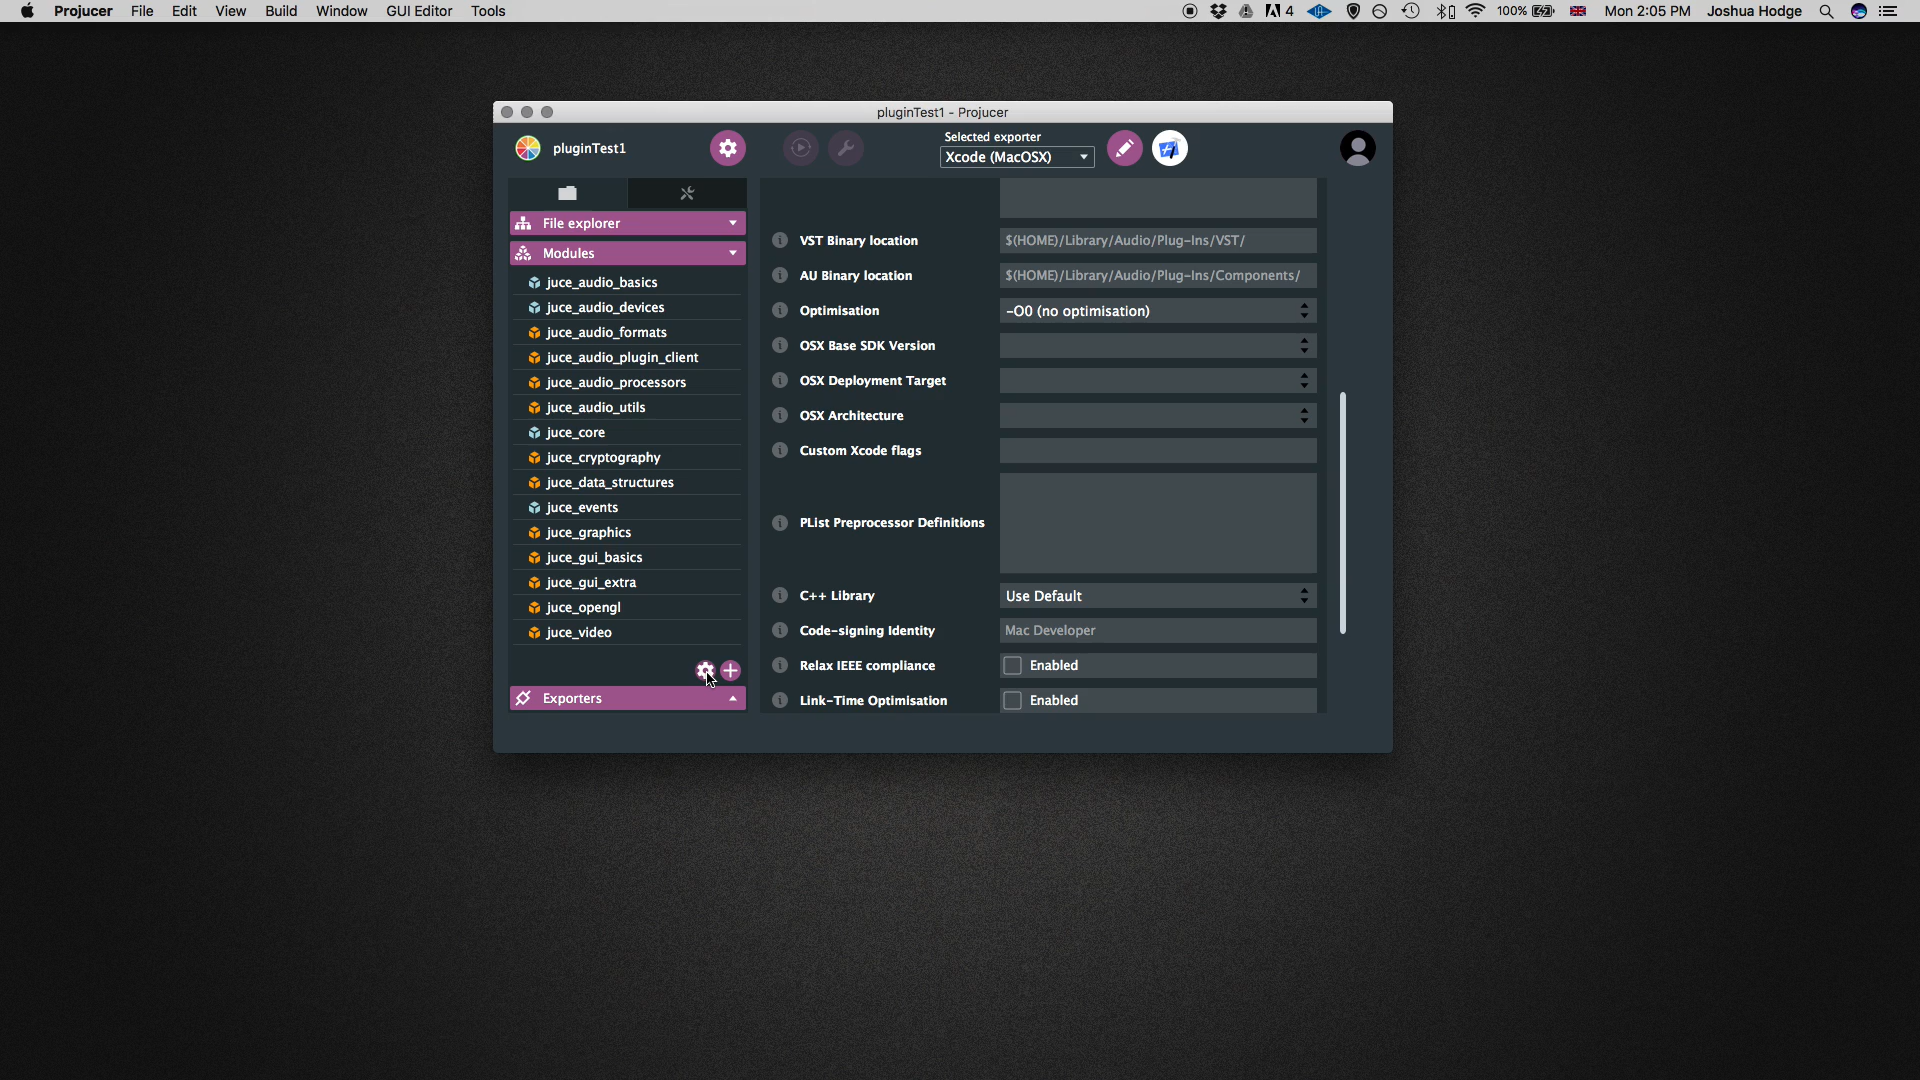 Projucer File Edit View Build Window GUI Editor Tools 4 100% Mon 2:05 PM Joshua Hodge
pluginTest1 - Projucer
pluginTest1
Selected exporter
Xcode (MacOSX)
File explorer
Modules
juce_audio_basics
juce_audio_devices
juce_audio_formats
juce_audio_plugin_client
juce_audio_processors
juce_audio_utils
juce_core
juce_cryptography
juce_data_structures
juce_events
juce_graphics
juce_gui_basics
juce_gui_extra
juce_opengl
juce_video
Exporters
VST Binary location $(HOME)/Library/Audio/Plug-Ins/VST/
AU Binary location $(HOME)/Library/Audio/Plug-Ins/Components/
Optimisation -O0 (no optimisation)
OSX Base SDK Version
OSX Deployment Target
OSX Architecture
Custom Xcode flags
PList Preprocessor Definitions
C++ Library Use Default
Code-signing Identity Mac Developer
Relax IEEE compliance Enabled
Link-Time Optimisation Enabled